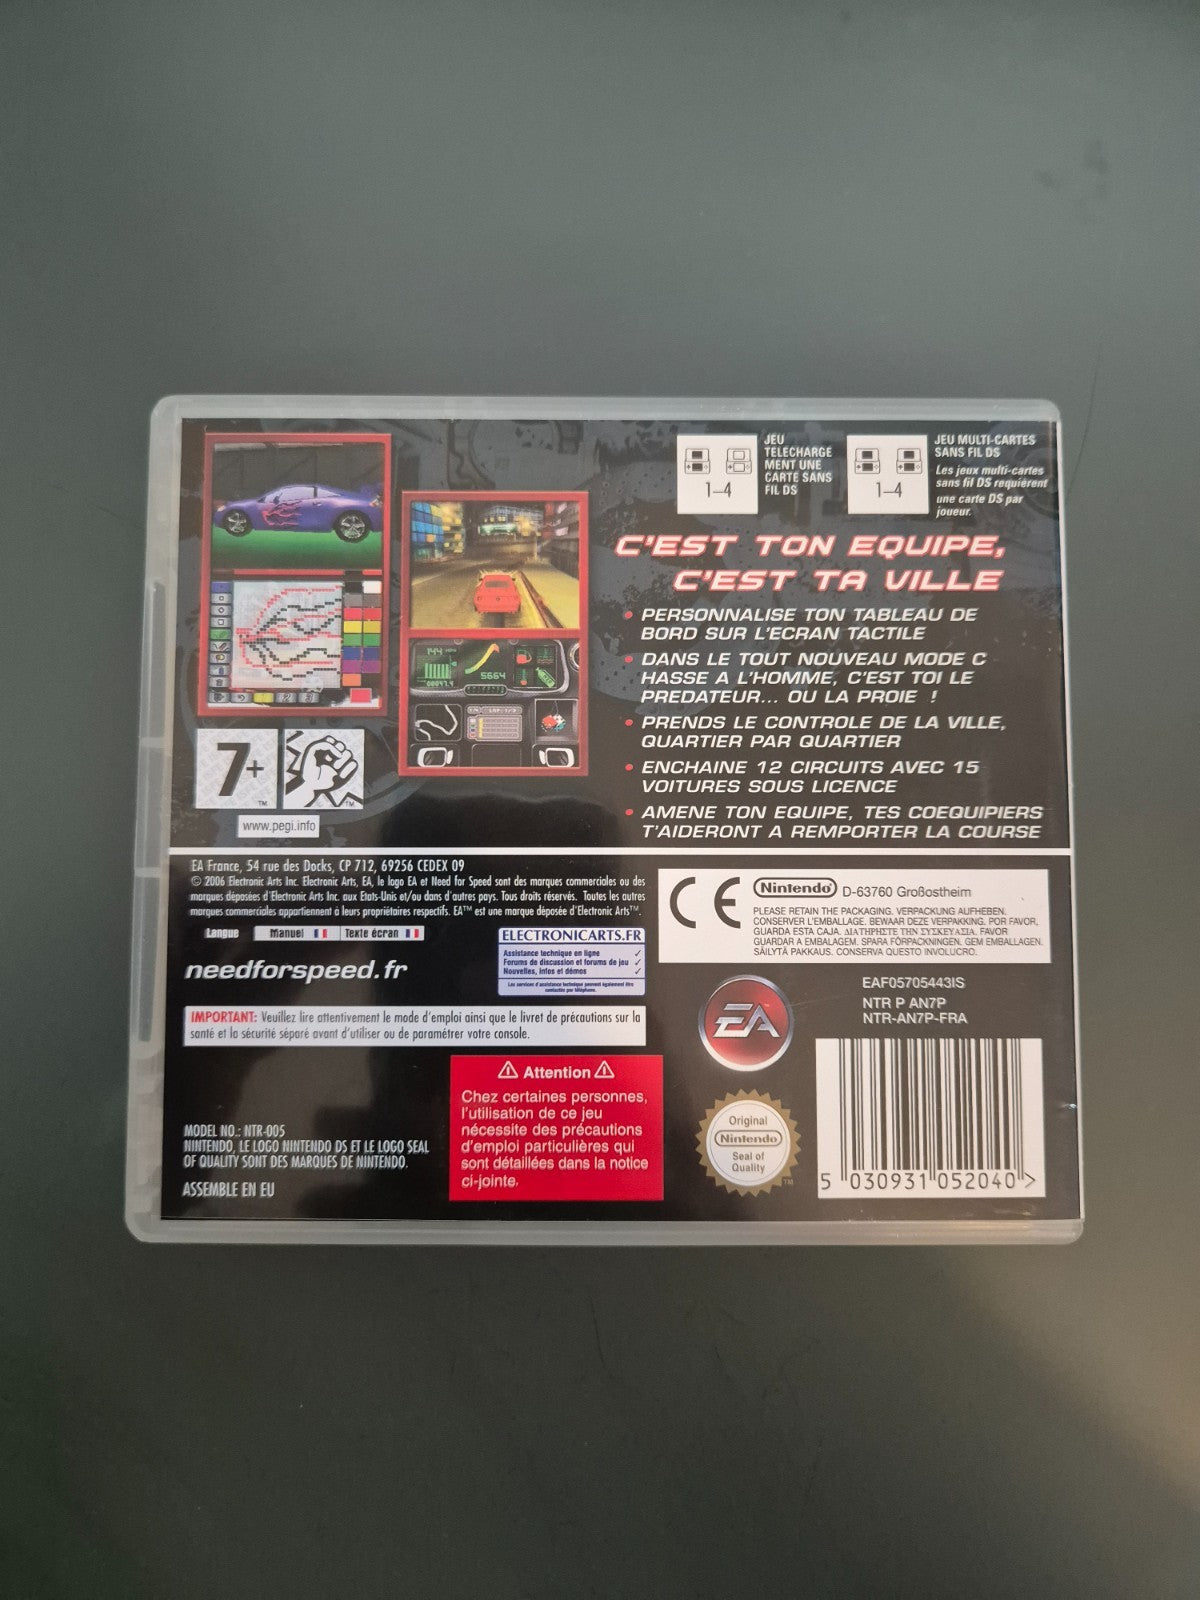 JEU
TELECHARGE
MENT UNE
CARTE SANS
FIL DS
1–4
JEU MULTI-CARTES
SANS FIL DS
Les jeux multi-cartes
sans fil DS requièrent
une carte DS par
joueur.
1–4
C'EST TON EQUIPE,
C'EST TA VILLE
• PERSONNALISE TON TABLEAU DE
BORD SUR L'ECRAN TACTILE
• DANS LE TOUT NOUVEAU MODE C
HASSE A L'HOMME, C'EST TOI LE
PREDATEUR... OU LA PROIE !
• PRENDS LE CONTROLE DE LA VILLE,
QUARTIER PAR QUARTIER
• ENCHAINE 12 CIRCUITS AVEC 15
VOITURES SOUS LICENCE
• AMENE TON EQUIPE, TES COEQUIPIERS
T'AIDERONT A REMPORTER LA COURSE
144
5664
7+
TM
TM
www.pegi.info
EA France, 54 rue des Docks, CP 712, 69256 CEDEX 09
© 2006 Electronic Arts Inc. Electronic Arts, EA, le logo EA et Need for Speed sont des marques commerciales ou des
marques déposées d'Electronic Arts Inc. aux Etats-Unis et/ou dans d'autres pays. Tous droits réservés. Toutes les autres
marques commerciales appartiennent à leurs propriétaires respectifs. EA™ est une marque déposée d'Electronic Arts™.
Langue Manuel Texte écran
needforspeed.fr
ELECTRONICARTS.FR
Assistance technique en ligne ✓
Forums de discussion et forums de jeu ✓
Nouvelles, infos et démos ✓
Les services d'assistance technique peuvent également être
contactés par téléphone.
IMPORTANT: Veuillez lire attentivement le mode d'emploi ainsi que le livret de précautions sur la
santé et la sécurité séparé avant d'utiliser ou de paramétrer votre console.
CE
Nintendo D-63760 Großostheim
PLEASE RETAIN THE PACKAGING. VERPACKUNG AUFHEBEN.
CONSERVER L'EMBALLAGE. BEWAAR DEZE VERPAKKING. POR FAVOR,
GUARDA ESTA CAJA. ΔΙΑΤΗΡΗΣΤΕ ΤΗΝ ΣΥΣΚΕΥΑΣΙΑ. FAVOR
GUARDAR A EMBALAGEM. SPARA FÖRPACKNINGEN. GEM EMBALLAGEN.
SÄILYTÄ PAKKAUS. CONSERVA QUESTO INVOLUCRO.
EA
EAF05705443IS
NTR P AN7P
NTR-AN7P-FRA
⚠ Attention ⚠
Chez certaines personnes,
l'utilisation de ce jeu
nécessite des précautions
d'emploi particulières qui
sont détaillées dans la notice
ci-jointe.
MODEL NO.: NTR-005
NINTENDO, LE LOGO NINTENDO DS ET LE LOGO SEAL
OF QUALITY SONT DES MARQUES DE NINTENDO.
ASSEMBLE EN EU
Original
Nintendo
Seal of
Quality
TM
5 030931 052040 >